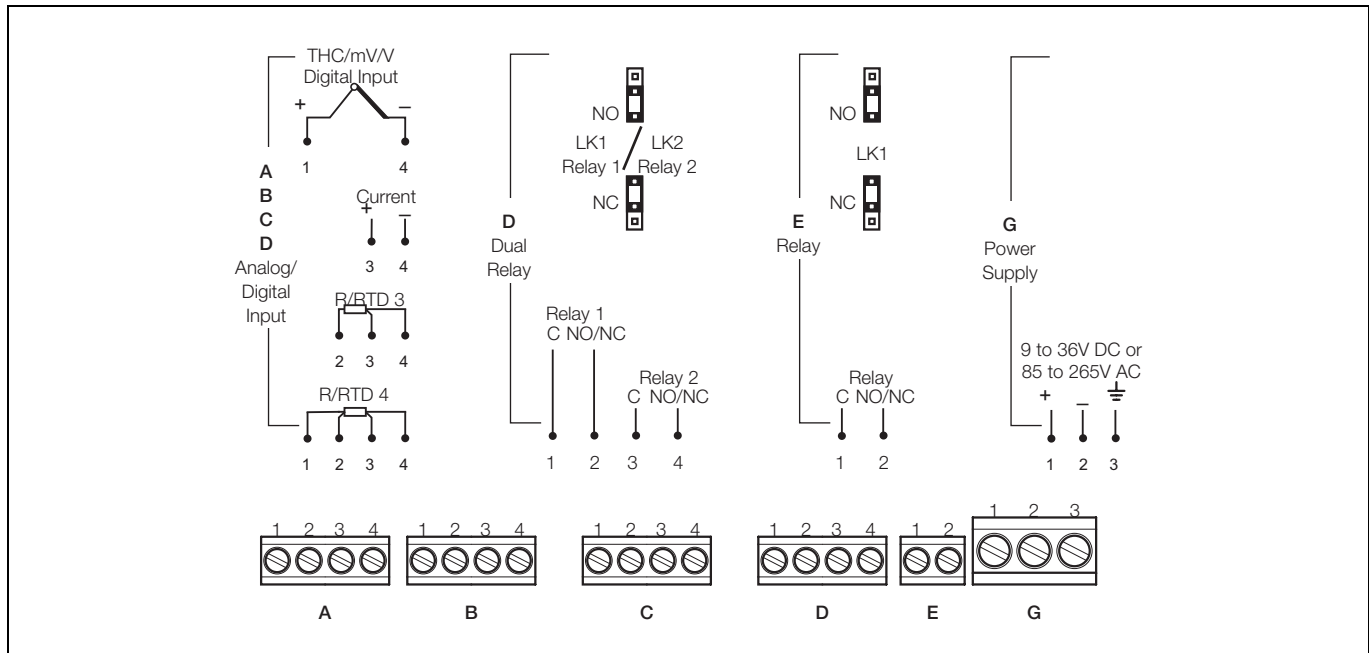 THC/mV/V
Digital Input
+ –
1 4
A
B
C
D
Analog/
Digital
Input
Current
+ –
3 4
R/RTD 3
2 3 4
R/RTD 4
1 2 3 4
D
Dual
Relay
NO
LK1 LK2
Relay 1 Relay 2
NC
Relay 1
C NO/NC
Relay 2
C NO/NC
1 2 3 4
E
Relay
NO
LK1
NC
Relay
C NO/NC
1 2
G
Power
Supply
9 to 36V DC or
85 to 265V AC
+ –
1 2 3
1 2 3 4
A
1 2 3 4
B
1 2 3 4
C
1 2 3 4
D
1 2
E
1 2 3
G